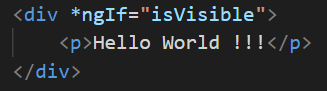 <div *ngIf="isVisible">
    <p>Hello World !!!</p>
</div>